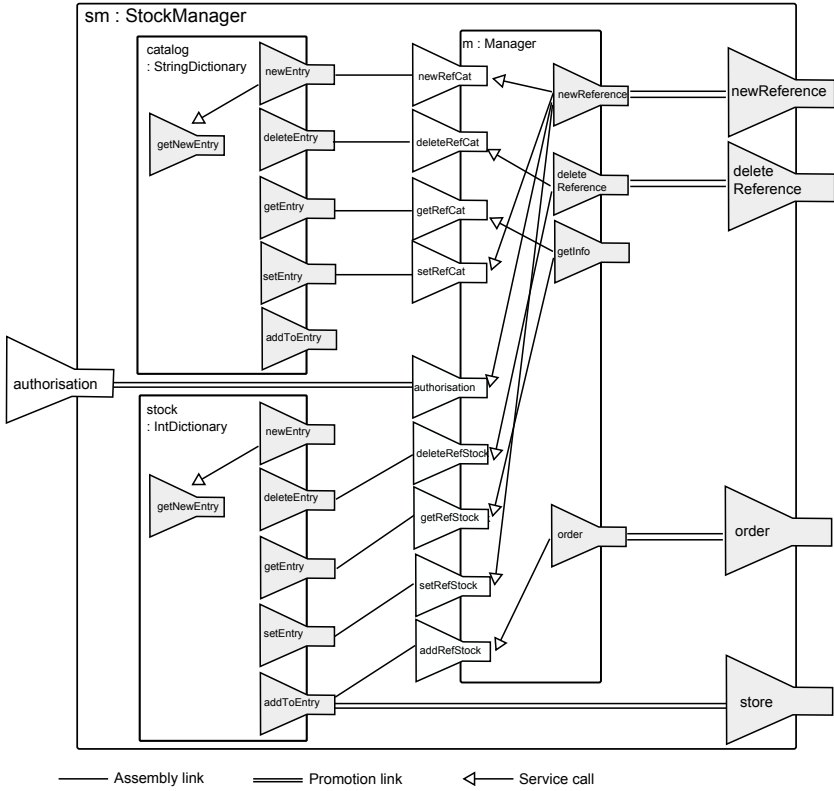 sm : StockManager
catalog
: StringDictionary
newEntry
getNewEntry
deleteEntry
getEntry
setEntry
addToEntry
m : Manager
newRefCat
deleteRefCat
getRefCat
setRefCat
authorisation
deleteRefStock
getRefStock
setRefStock
addRefStock
newReference
delete
Reference
getInfo
order
newReference
delete
Reference
order
store
authorisation
stock
: IntDictionary
newEntry
getNewEntry
deleteEntry
getEntry
setEntry
addToEntry
Assembly link
Promotion link
Service call